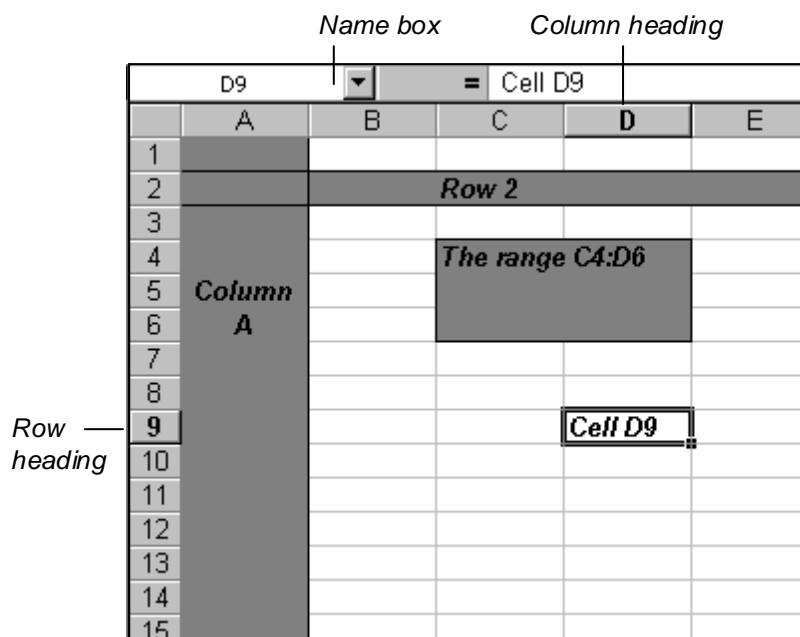 Name box Column heading
D9 = Cell D9
A B C D E
1
2 Row 2
3
4 The range C4:D6
5 Column
6 A
7
8
Row 9 Cell D9
heading 10
11
12
13
14
15